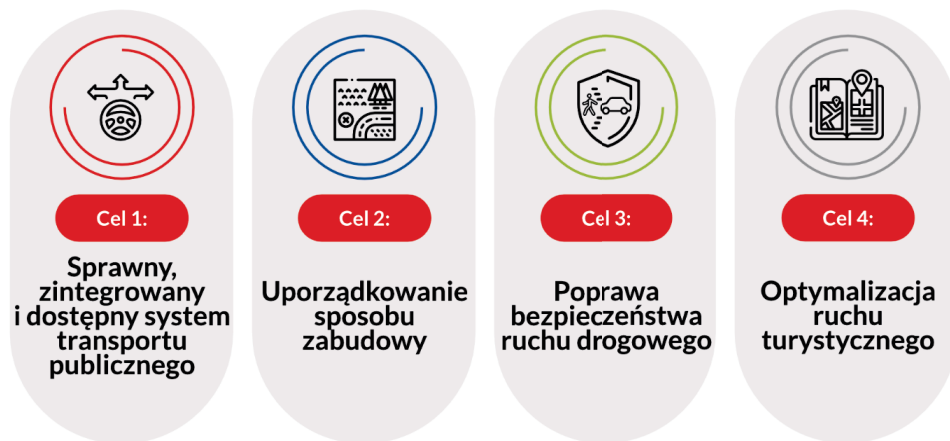 Cel 1:
Sprawny,
zintegrowany
i dostępny system
transportu
publicznego
Cel 2:
Uporządkowanie
sposobu
zabudowy
Cel 3:
Poprawa
bezpieczeństwa
ruchu drogowego
Cel 4:
Optymalizacja
ruchu
turystycznego